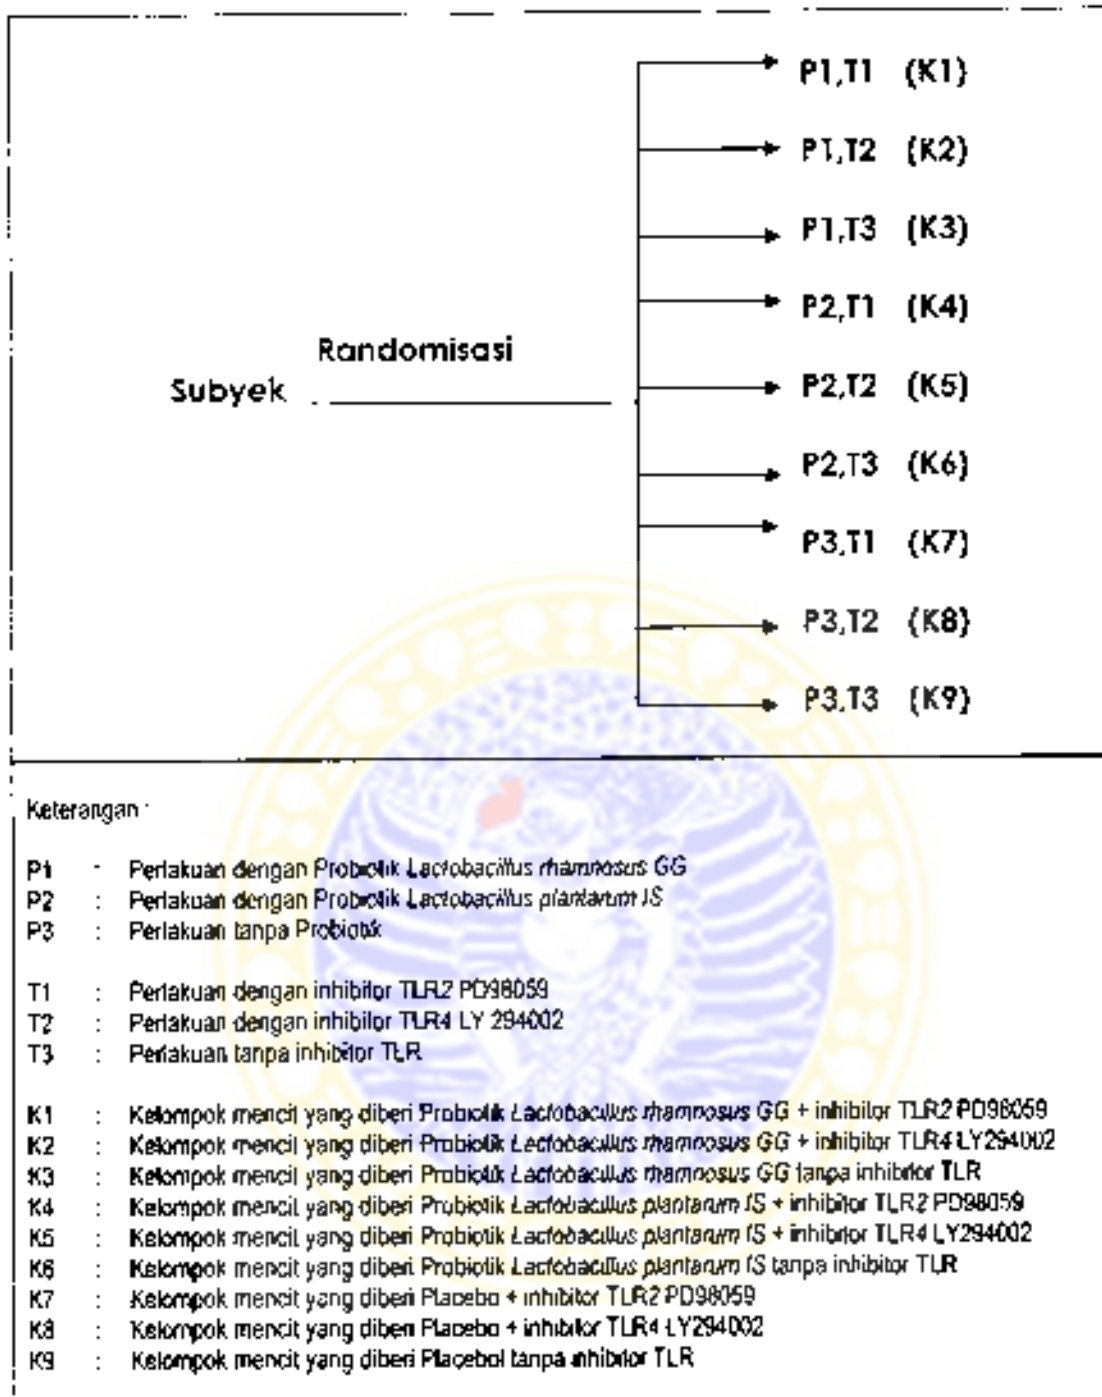 P1,T1 (K1)
P1,T2 (K2)
P1,T3 (K3)
P2,T1 (K4)
Randomisasi
Subyek
P2,T2 (K5)
P2,T3 (K6)
P3,T1 (K7)
P3,T2 (K8)
P3,T3 (K9)
Keterangan :
P1 : Perlakuan dengan Probiotik Lactobacillus rhamnosus GG
P2 : Perlakuan dengan Probiotik Lactobacillus plantarum IS
P3 : Perlakuan tanpa Probiotik
T1 : Perlakuan dengan inhibitor TLR2 PD98059
T2 : Perlakuan dengan inhibitor TLR4 LY 294002
T3 : Perlakuan tanpa inhibitor TLR
K1 : Kelompok mencit yang diberi Probiotik Lactobacillus rhamnosus GG + inhibitor TLR2 PD98059
K2 : Kelompok mencit yang diberi Probiotik Lactobacillus rhamnosus GG + inhibitor TLR4 LY294002
K3 : Kelompok mencit yang diberi Probiotik Lactobacillus rhamnosus GG tanpa inhibitor TLR
K4 : Kelompok mencit yang diberi Probiotik Lactobacillus plantarum IS + inhibitor TLR2 PD98059
K5 : Kelompok mencit yang diberi Probiotik Lactobacillus plantarum IS + inhibitor TLR4 LY294002
K6 : Kelompok mencit yang diberi Probiotik Lactobacillus plantarum IS tanpa inhibitor TLR
K7 : Kelompok mencit yang diberi Placebo + inhibitor TLR2 PD98059
K8 : Kelompok mencit yang diberi Placebo + inhibitor TLR4 LY294002
K9 : Kelompok mencit yang diberi Placebol tanpa inhibitor TLR